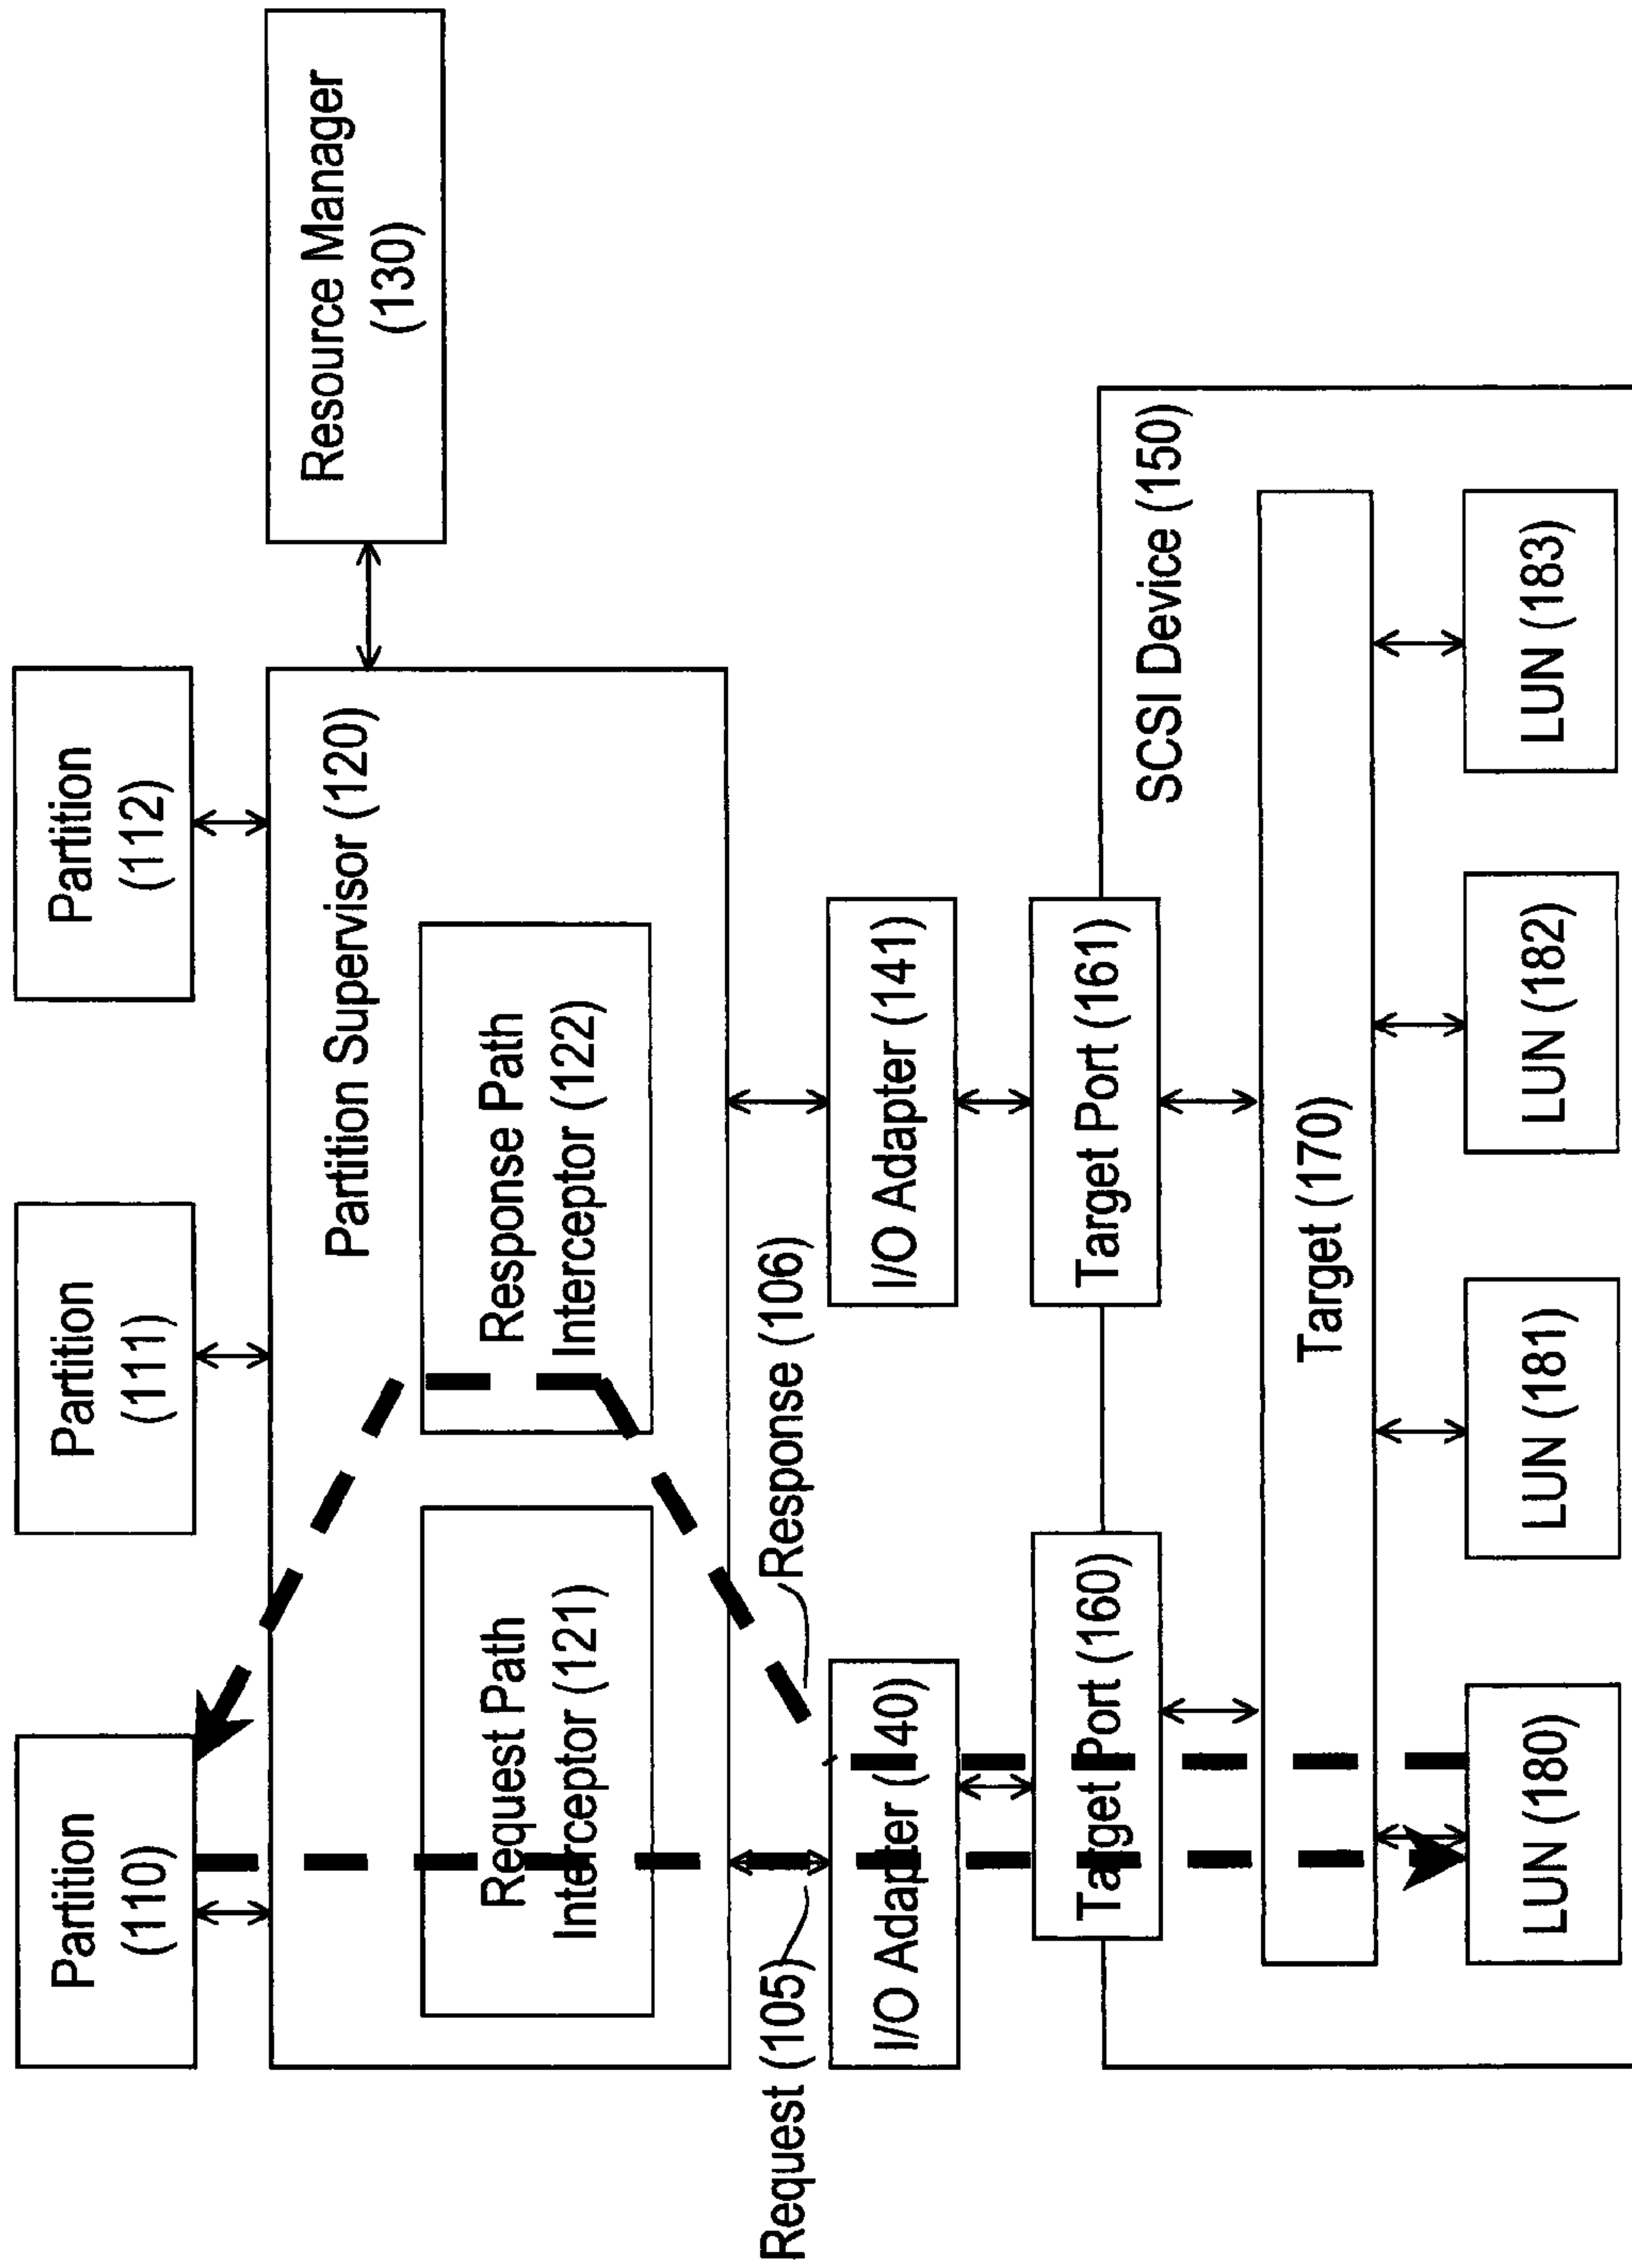 Partition
(110)
Partition
(111)
Partition
(112)
Partition Supervisor (120)
Resource Manager
(130)
Request Path
Interceptor (121)
Response Path
Interceptor (122)
Request (105)
Response (106)
I/O Adapter (140)
I/O Adapter (141)
SCSI Device (150)
Target Port (160)
Target Port (161)
Target (170)
LUN (180)
LUN (181)
LUN (182)
LUN (183)